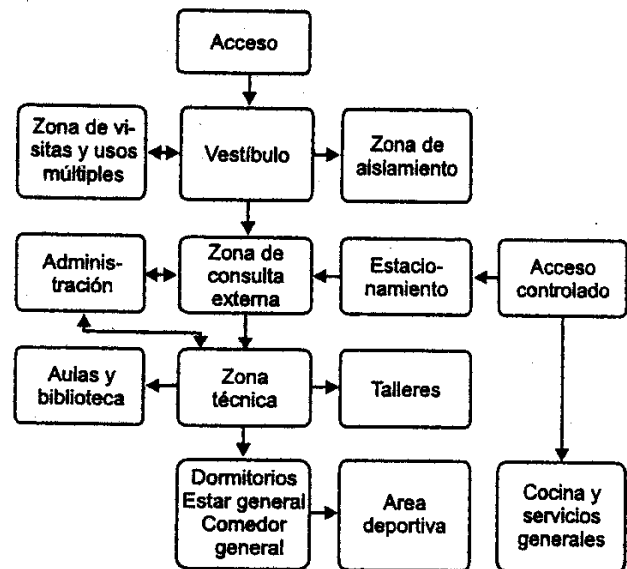 Acceso
Zona de vi-
sitas y usos
múltiples
Vestíbulo
Zona de
aislamiento
Adminis-
tración
Zona de
consulta
externa
Estacio-
namiento
Acceso
controlado
Aulas y
biblioteca
Zona
técnica
Talleres
Dormitorios
Estar general
Comedor
general
Area
deportiva
Cocina y
servicios
generales